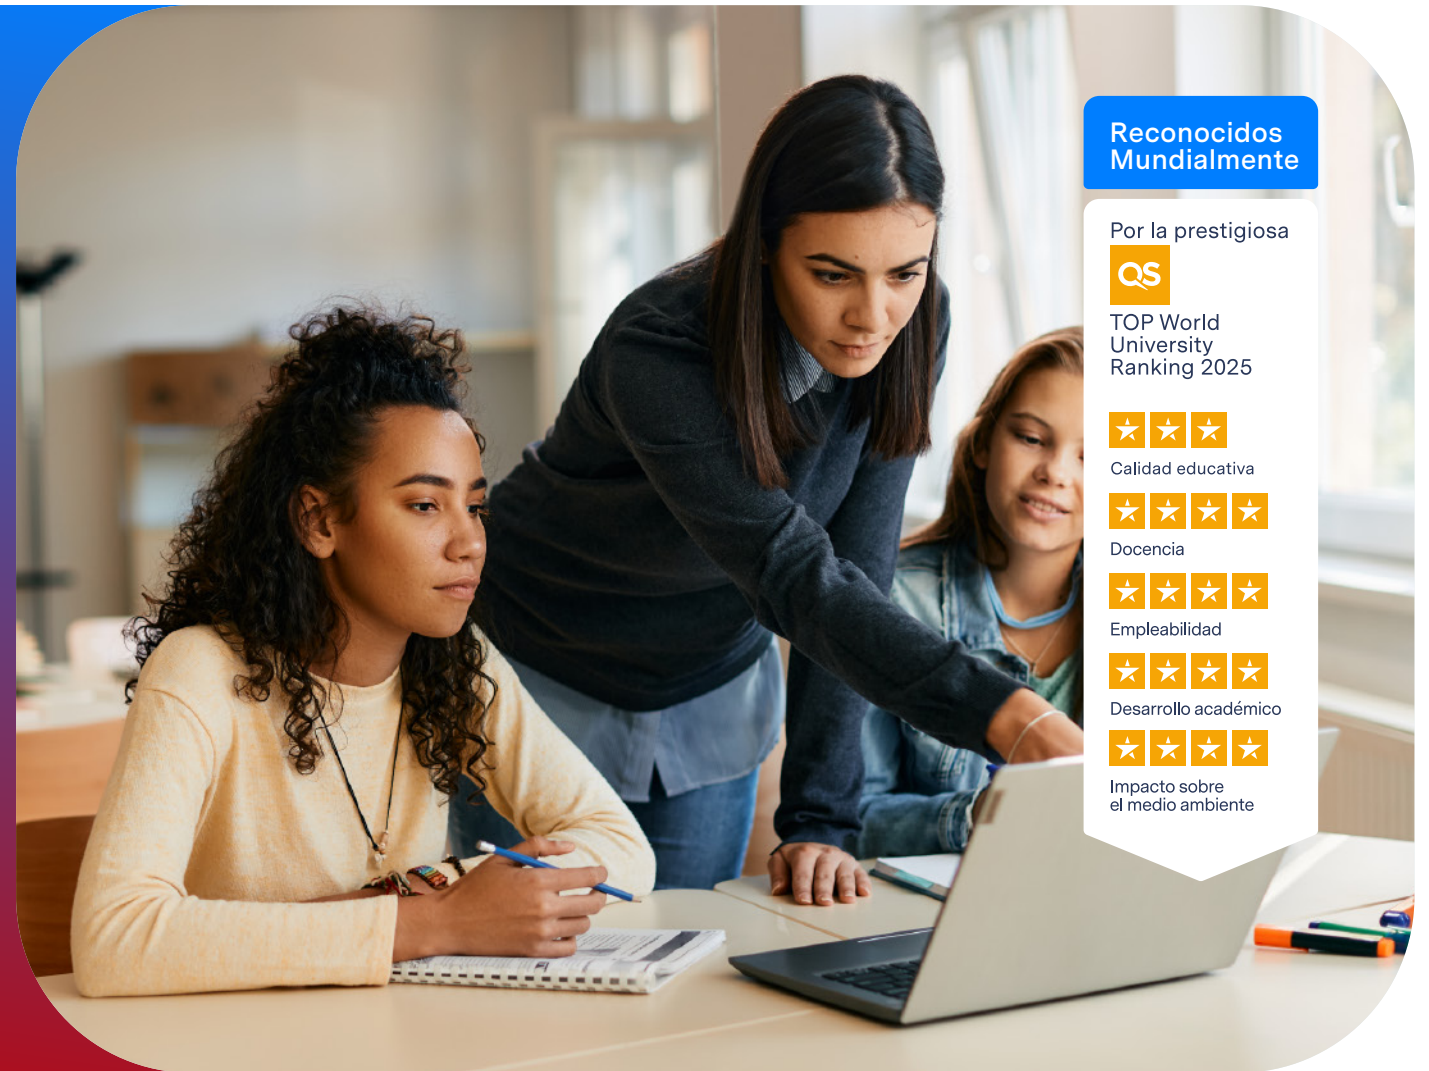 Reconocidos
Mundialmente
Por la prestigiosa
QS
TOP World
University
Ranking 2025
Calidad educativa
Docencia
Empleabilidad
Desarrollo académico
Impacto sobre
el medio ambiente